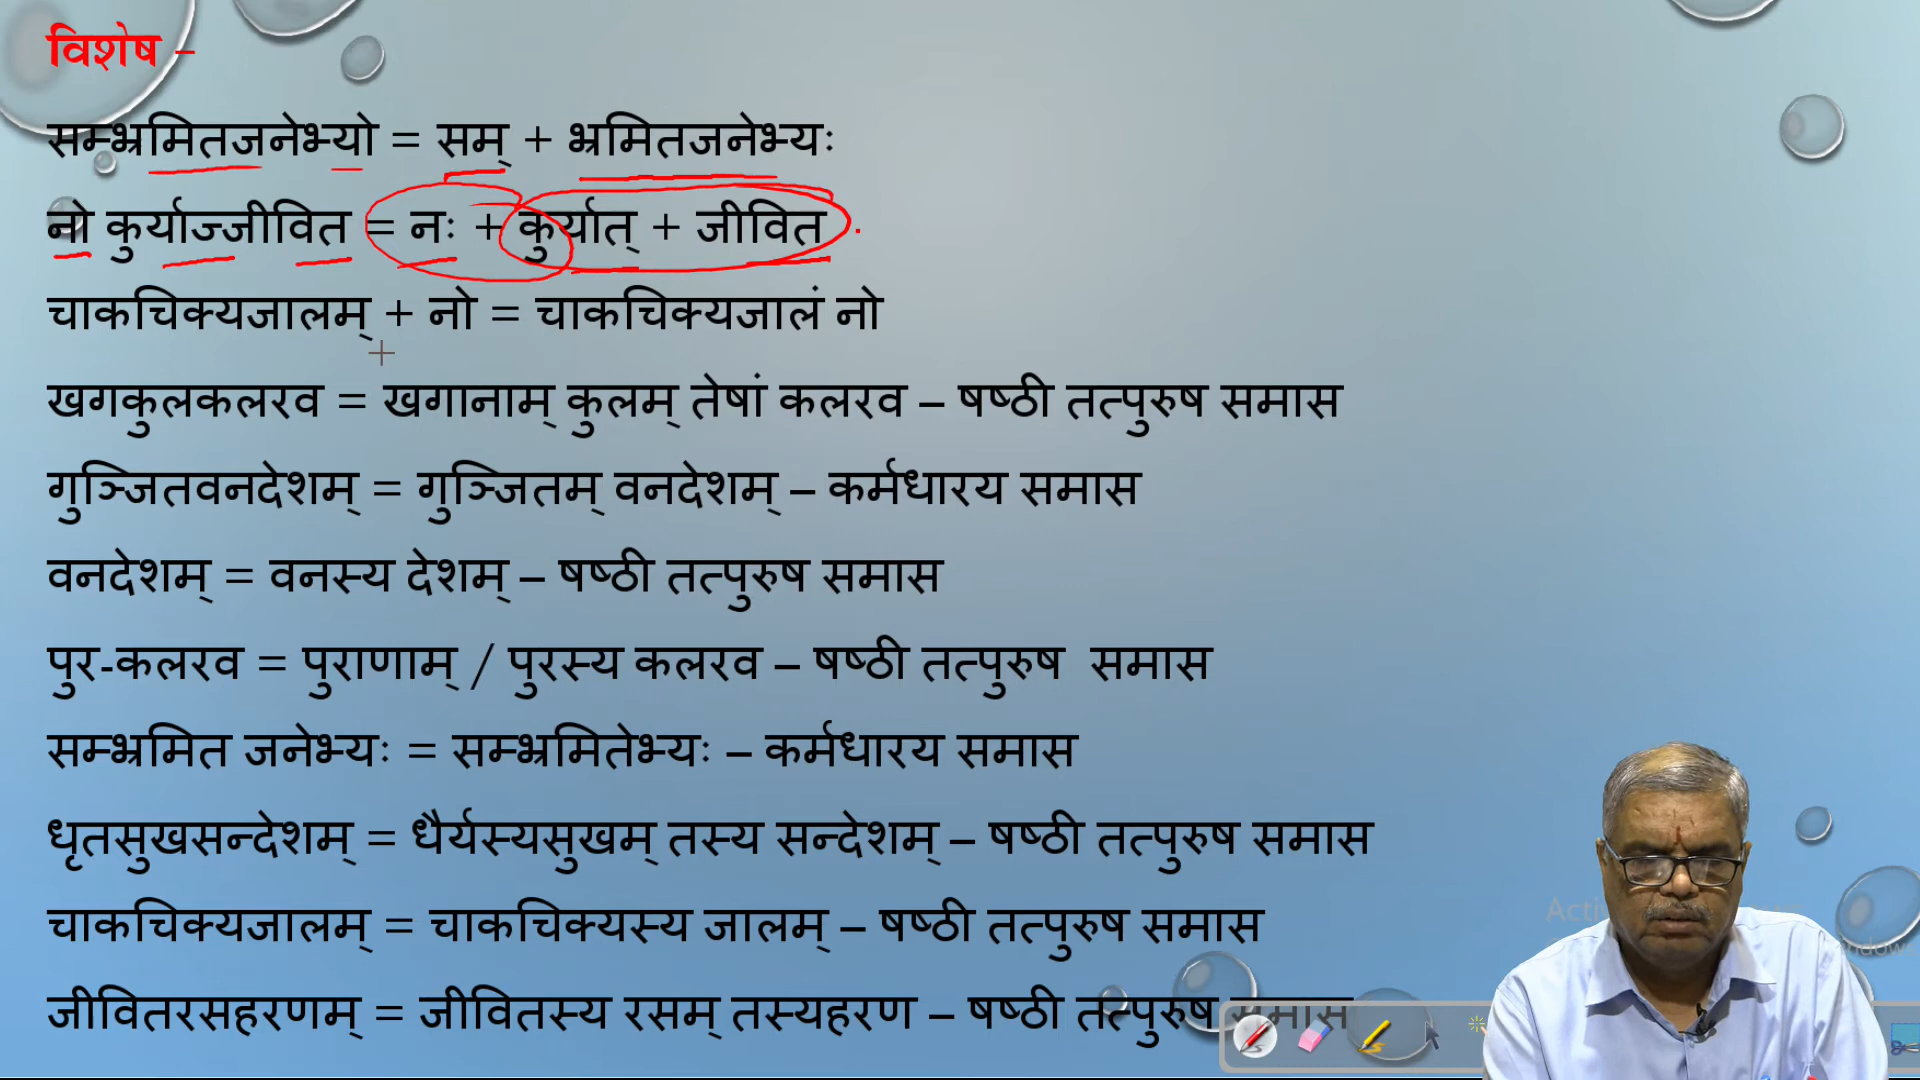 विशेष –
सम्भ्रमितजनेभ्यो = सम् + भ्रमितजनेभ्यः
नो कुर्याज्जीवित = नः + कुर्यात् + जीवित
चाकचिक्यजालम् + नो = चाकचिक्यजालं नो
खगकुलकलरव = खगानाम् कुलम् तेषां कलरव – षष्ठी तत्पुरुष समास
गुञ्जितवनदेशम् = गुञ्जितम् वनदेशम् – कर्मधारय समास
वनदेशम् = वनस्य देशम् – षष्ठी तत्पुरुष समास
पुर-कलरव = पुराणाम् / पुरस्य कलरव – षष्ठी तत्पुरुष समास
सम्भ्रमित जनेभ्यः = सम्भ्रमितेभ्यः – कर्मधारय समास
धृतसुखसन्देशम् = धैर्यस्यसुखम् तस्य सन्देशम् – षष्ठी तत्पुरुष समास
चाकचिक्यजालम् = चाकचिक्यस्य जालम् – षष्ठी तत्पुरुष समास
जीवितरसहरणम् = जीवितस्य रसम् तस्यहरण – षष्ठी तत्पुरुष समास